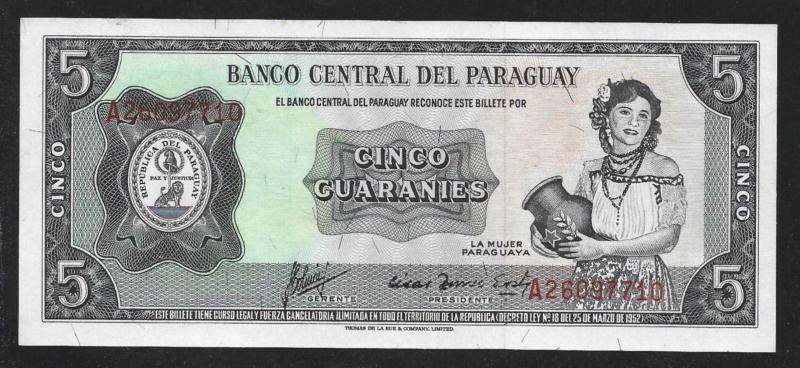 5
BANCO CENTRAL DEL PARAGUAY
5
EL BANCO CENTRAL DEL PARAGUAY RECONOCE ESTE BILLETE POR
A26097710
REPUBLICA DEL PARAGUAY
PAZ Y JUSTICIA
CINCO
CINCO
GUARANIES
CINCO
LA MUJER
PARAGUAYA
5
GERENTE
PRESIDENTE
A26097710
5
ESTE BILLETE TIENE CURSO LEGAL Y FUERZA CANCELATORIA ILIMITADA EN TODO EL TERRITORIO DE LA REPUBLICA (DECRETO LEY Nº 18 DEL 25 DE MARZO DE 1952)
THOMAS DE LA RUE & COMPANY, LIMITED.